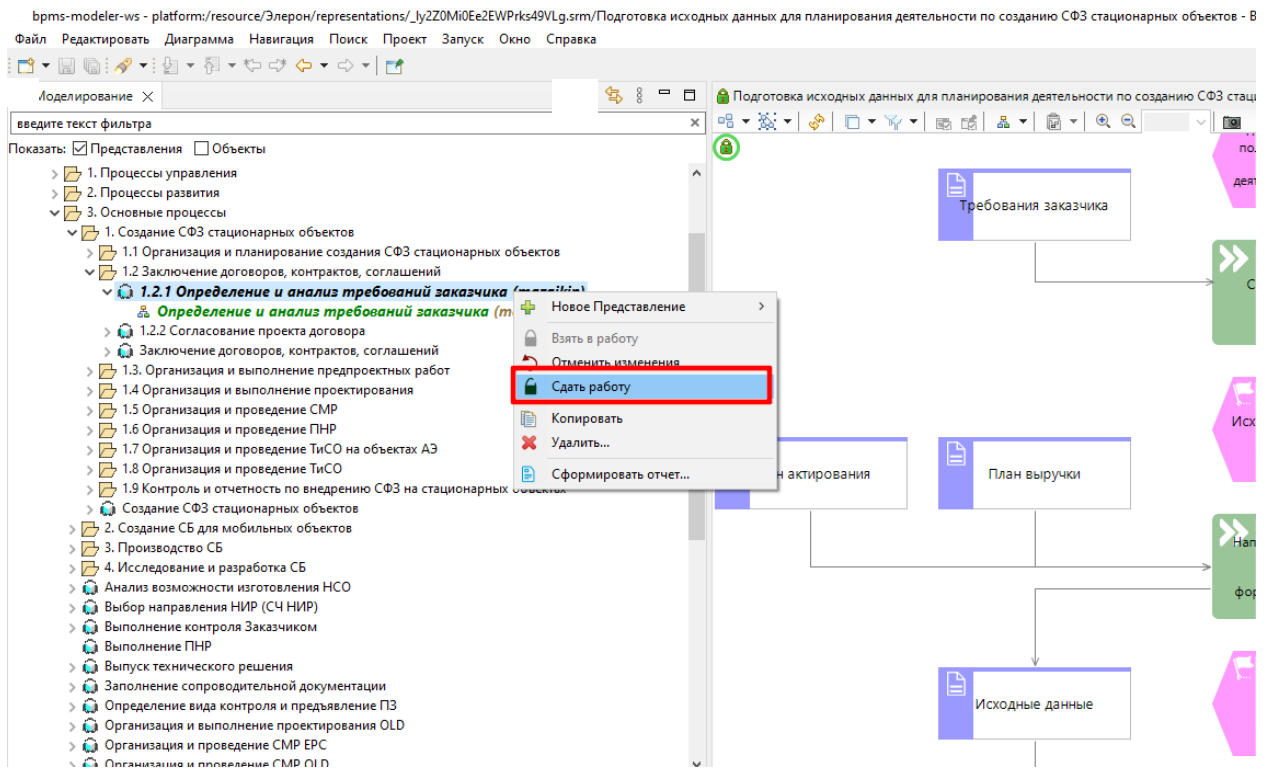 bpms-modeler-ws - platform:/resource/Элерон/representations/_ly2Z0Mi0Ee2EWPrks49VLg.srm/Подготовка исходных данных для планирования деятельности по созданию СФЗ стационарных объектов - B
Файл Редактировать Диаграмма Навигация Поиск Проект Запуск Окно Справка
Моделирование
введите текст фильтра
Показать: Представления Объекты
1. Процессы управления
2. Процессы развития
3. Основные процессы
1. Создание СФЗ стационарных объектов
1.1 Организация и планирование создания СФЗ стационарных объектов
1.2 Заключение договоров, контрактов, соглашений
1.2.1 Определение и анализ требований заказчика
Определение и анализ требований заказчика
1.2.2 Согласование проекта договора
Заключение договоров, контрактов, соглашений
1.3. Организация и выполнение предпроектных работ
1.4 Организация и выполнение проектирования
1.5 Организация и проведение СМР
1.6 Организация и проведение ПНР
1.7 Организация и проведение ТиСО на объектах АЭ
1.8 Организация и проведение ТиСО
1.9 Контроль и отчетность по внедрению СФЗ на стационарных объектах
Создание СФЗ стационарных объектов
2. Создание СБ для мобильных объектов
3. Производство СБ
4. Исследование и разработка СБ
Анализ возможности изготовления НСО
Выбор направления НИР (СЧ НИР)
Выполнение контроля Заказчиком
Выполнение ПНР
Выпуск технического решения
Заполнение сопроводительной документации
Определение вида контроля и предъявление ПЗ
Организация и выполнение проектирования OLD
Организация и проведение СМР EPC
Организация и проведение СМР OLD
Новое Представление
Взять в работу
Отменить изменения
Сдать работу
Копировать
Удалить...
Сформировать отчет...
Подготовка исходных данных для планирования деятельности по созданию СФЗ стаци
по
дея
Требования заказчика
С
Исх
н актирования
План выручки
Нап
фор
Исходные данные